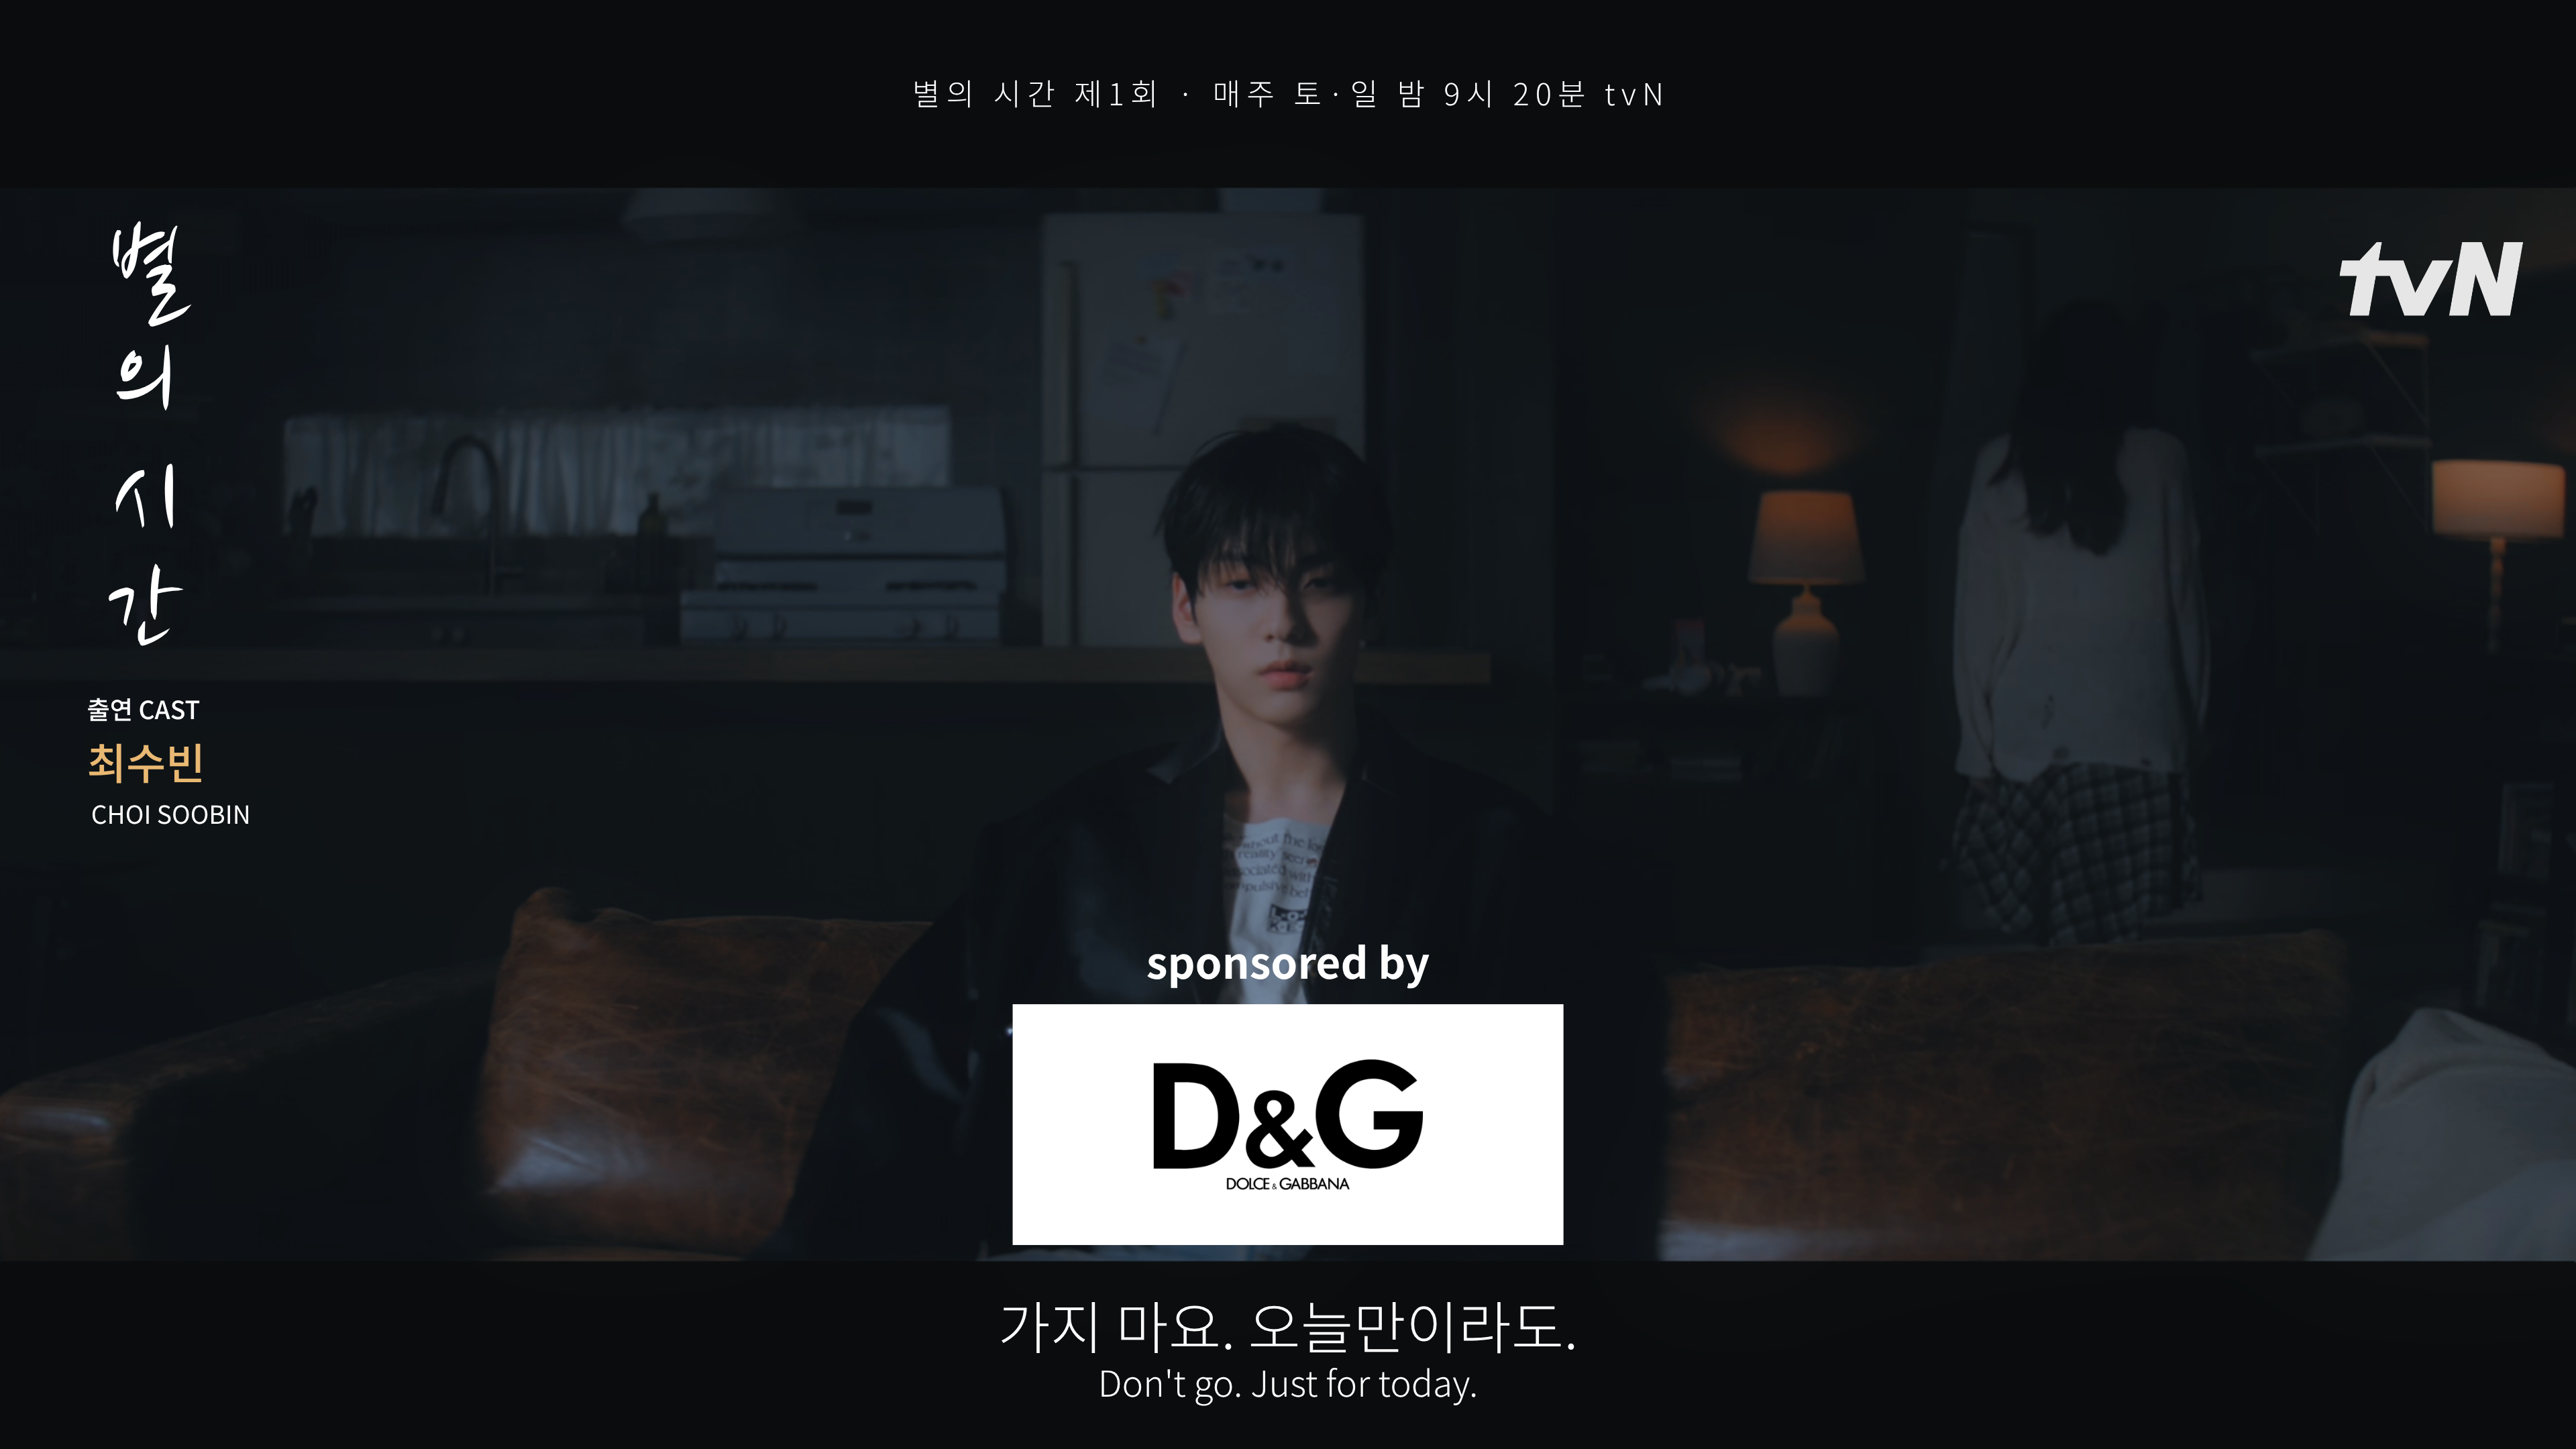 별의 시간 제1회 · 매주 토·일 밤 9시 20분 tvN
별의 시간
tvN
출연 CAST
최수빈
CHOI SOOBIN
sponsored by
D&G
DOLCE & GABBANA
가지 마요. 오늘만이라도.
Don't go. Just for today.